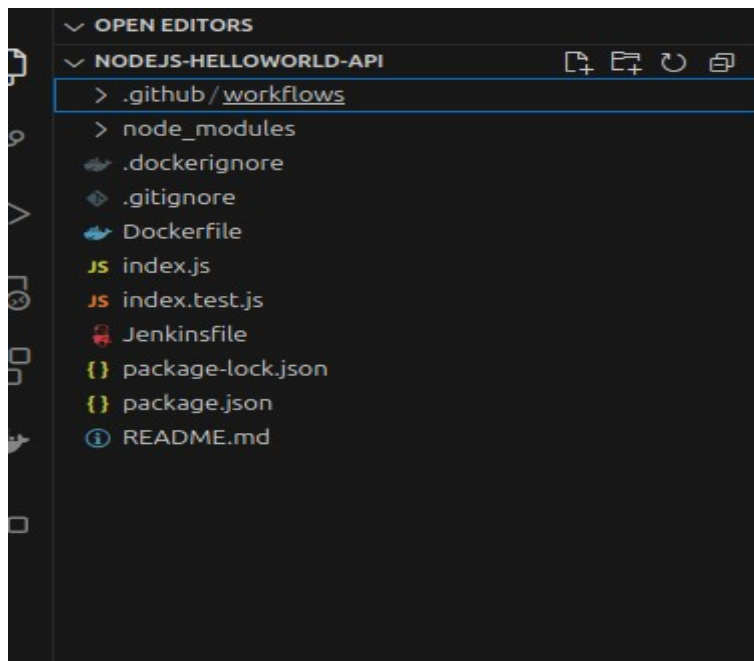 OPEN EDITORS
NODEJS-HELLOWORLD-API
.github/workflows
node_modules
.dockerignore
.gitignore
Dockerfile
JS index.js
JS index.test.js
Jenkinsfile
{} package-lock.json
{} package.json
README.md